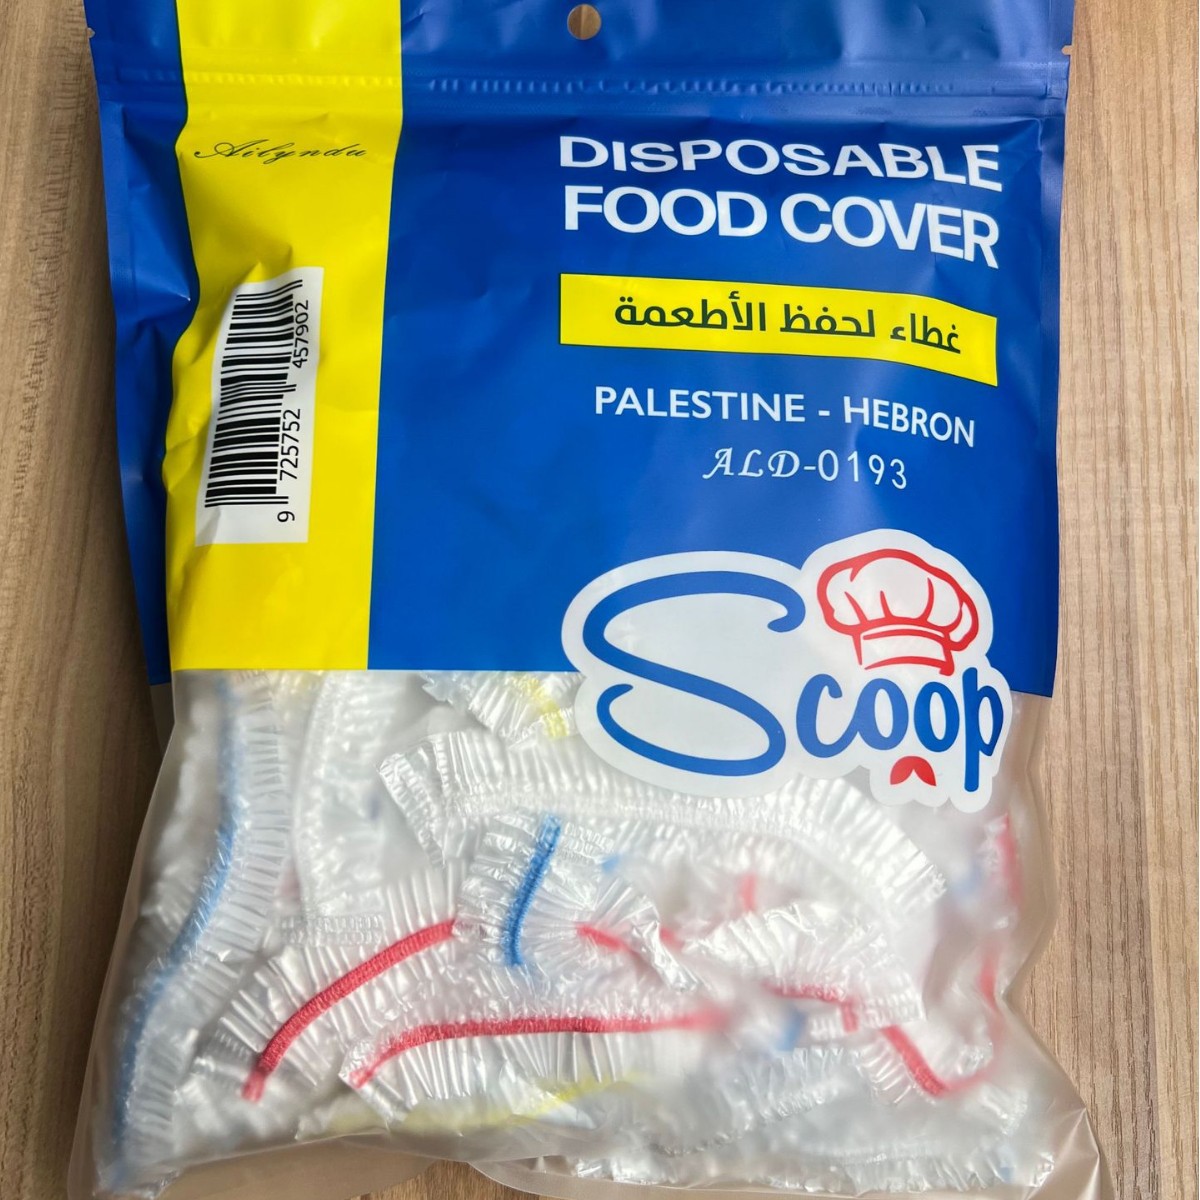 Ailyndu
DISPOSABLE
FOOD COVER
غطاء لحفظ الأطعمة
PALESTINE - HEBRON
ALD-0193
Scoop
9 725752 457902